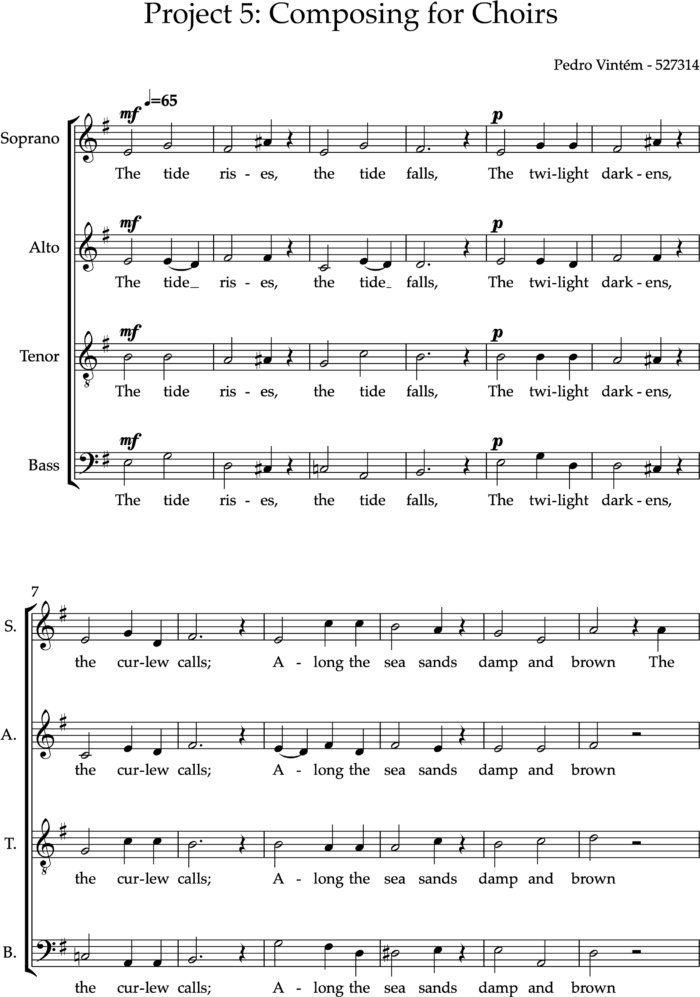 Project 5: Composing for Choirs
Pedro Vintém - 527314
mf ♩=65
Soprano
The tide ris - es, the tide falls, The twi-light dark - ens,
p
mf
Alto
The tide_ ris - es, the tide_ falls, The twi-light dark - ens,
p
mf
Tenor
The tide ris - es, the tide falls, The twi-light dark - ens,
p
mf
Bass
The tide ris - es, the tide falls, The twi-light dark - ens,
p
7
S.
the cur-lew calls; A - long the sea sands damp and brown The
A.
the cur-lew calls; A - long the sea sands damp and brown
T.
the cur-lew calls; A - long the sea sands damp and brown
B.
the cur-lew calls; A - long the sea sands damp and brown